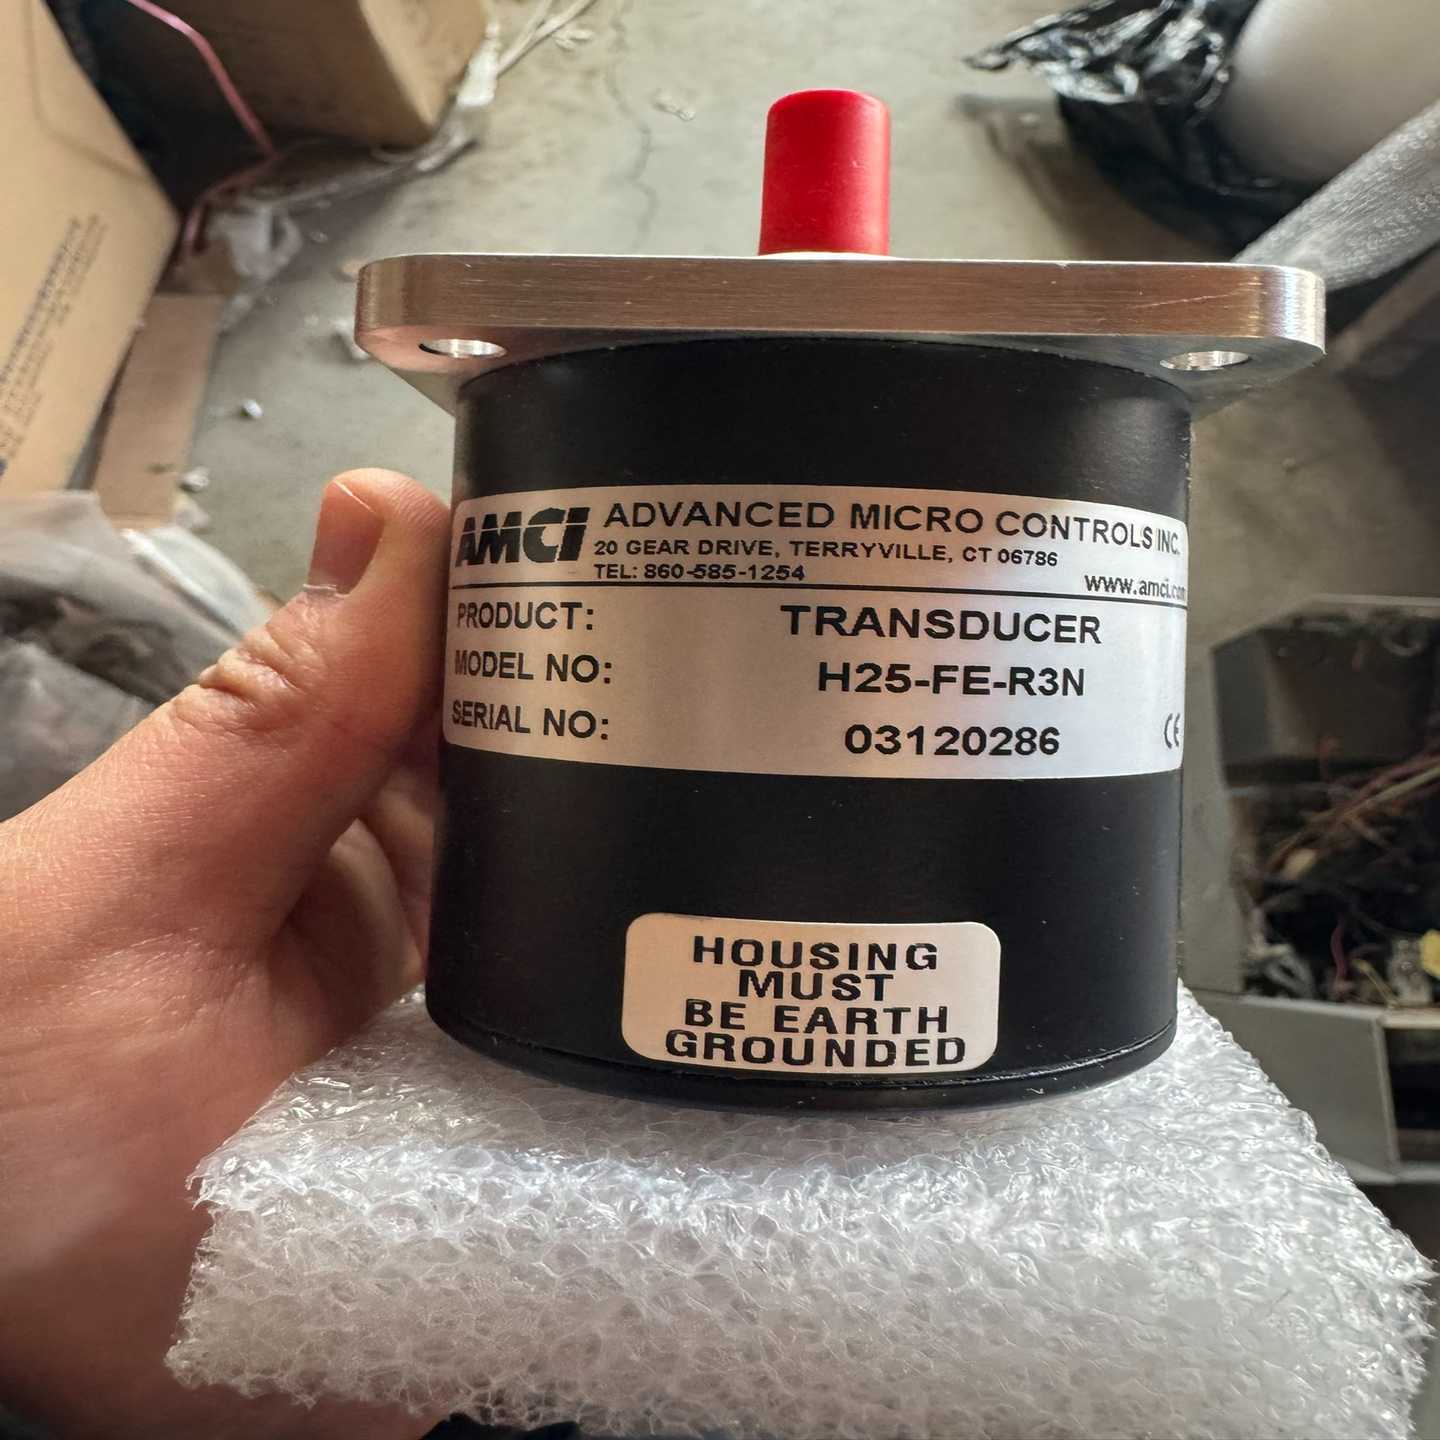 AMCI
ADVANCED MICRO CONTROLS INC.
20 GEAR DRIVE, TERRYVILLE, CT 06786
TEL: 860-585-1254
www.amci.com
PRODUCT: TRANSDUCER
MODEL NO: H25-FE-R3N
SERIAL NO: 03120286
CE
HOUSING
MUST
BE EARTH
GROUNDED